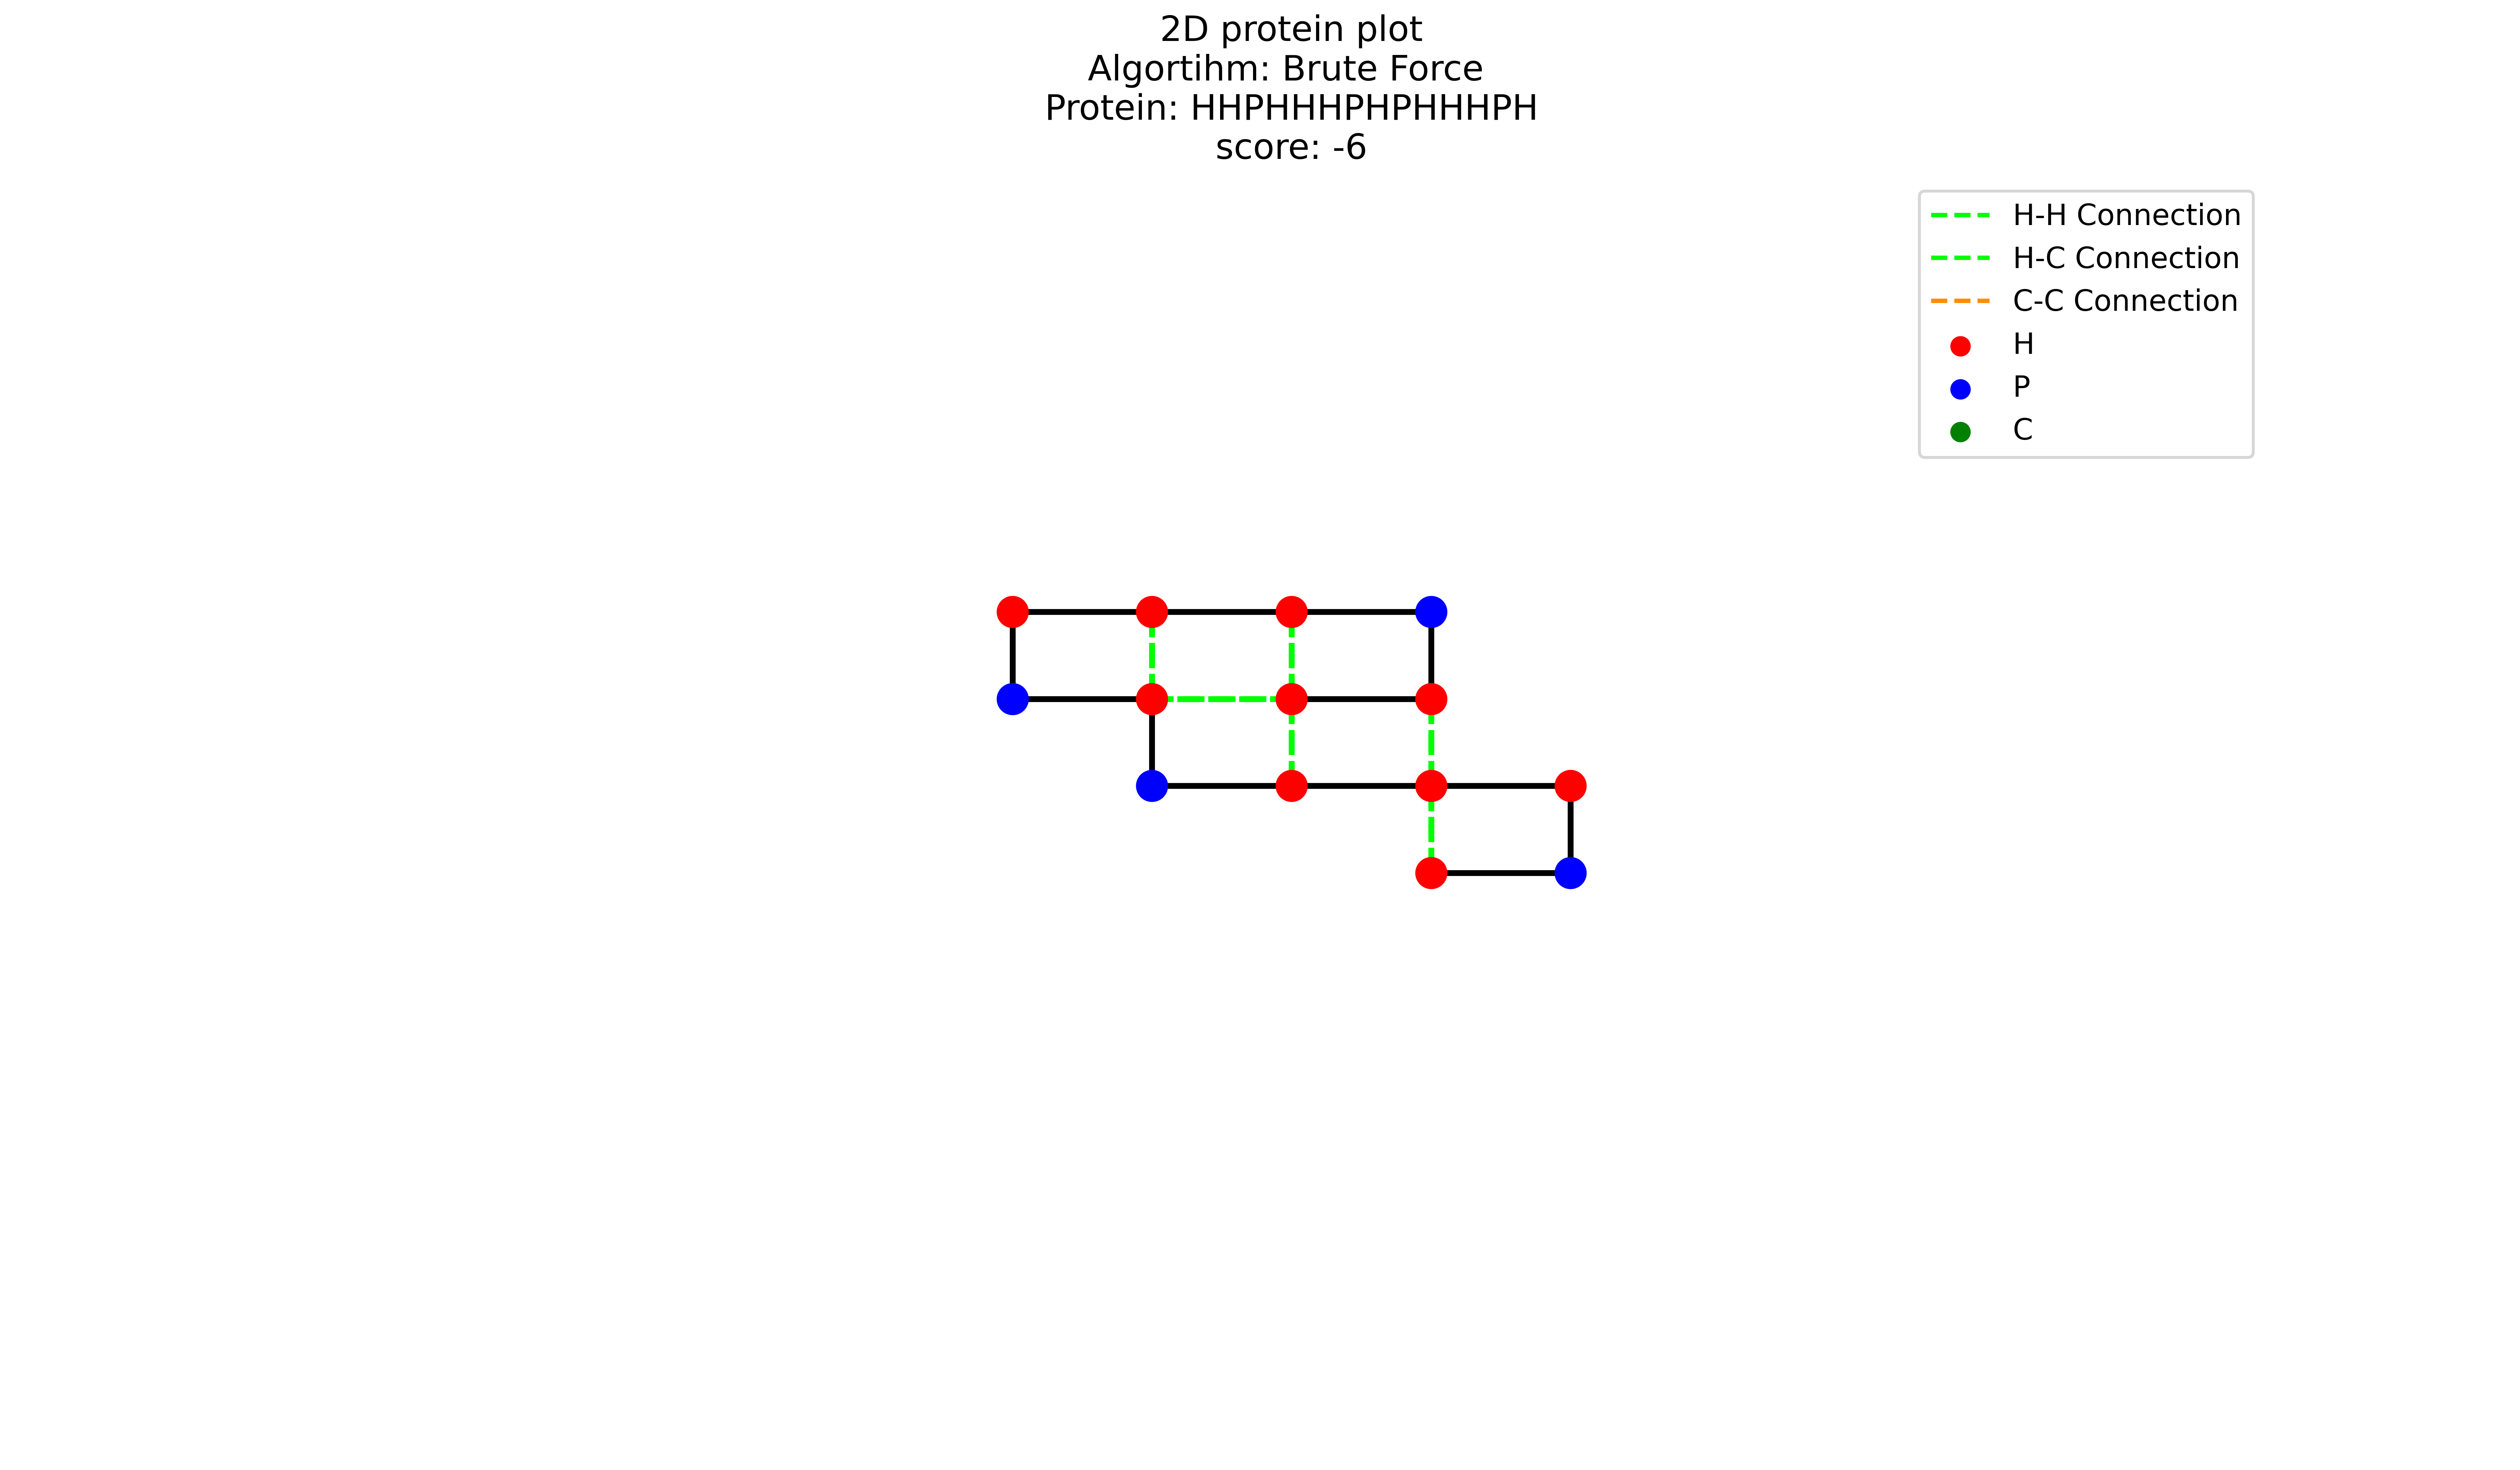 2D protein plot
Algortihm: Brute Force
Protein: HHPHHHPHPHHHPH
score: -6
H-H Connection
H-C Connection
C-C Connection
H
P
C